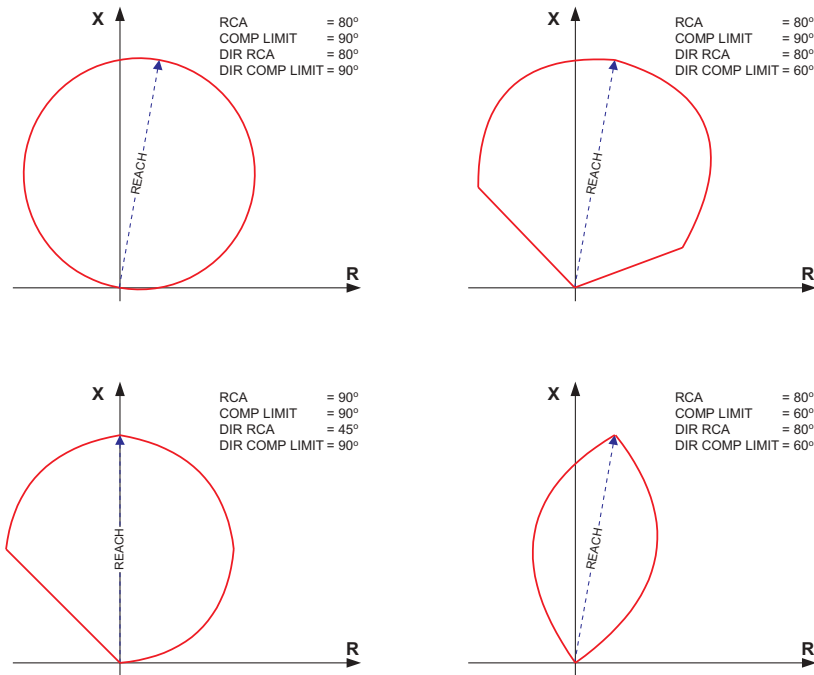 X
RCA = 80º
COMP LIMIT = 90º
DIR RCA = 80º
DIR COMP LIMIT = 90º
REACH
R
X
RCA = 80º
COMP LIMIT = 90º
DIR RCA = 80º
DIR COMP LIMIT = 60º
REACH
R
X
RCA = 90º
COMP LIMIT = 90º
DIR RCA = 45º
DIR COMP LIMIT = 90º
REACH
R
X
RCA = 80º
COMP LIMIT = 60º
DIR RCA = 80º
DIR COMP LIMIT = 60º
REACH
R